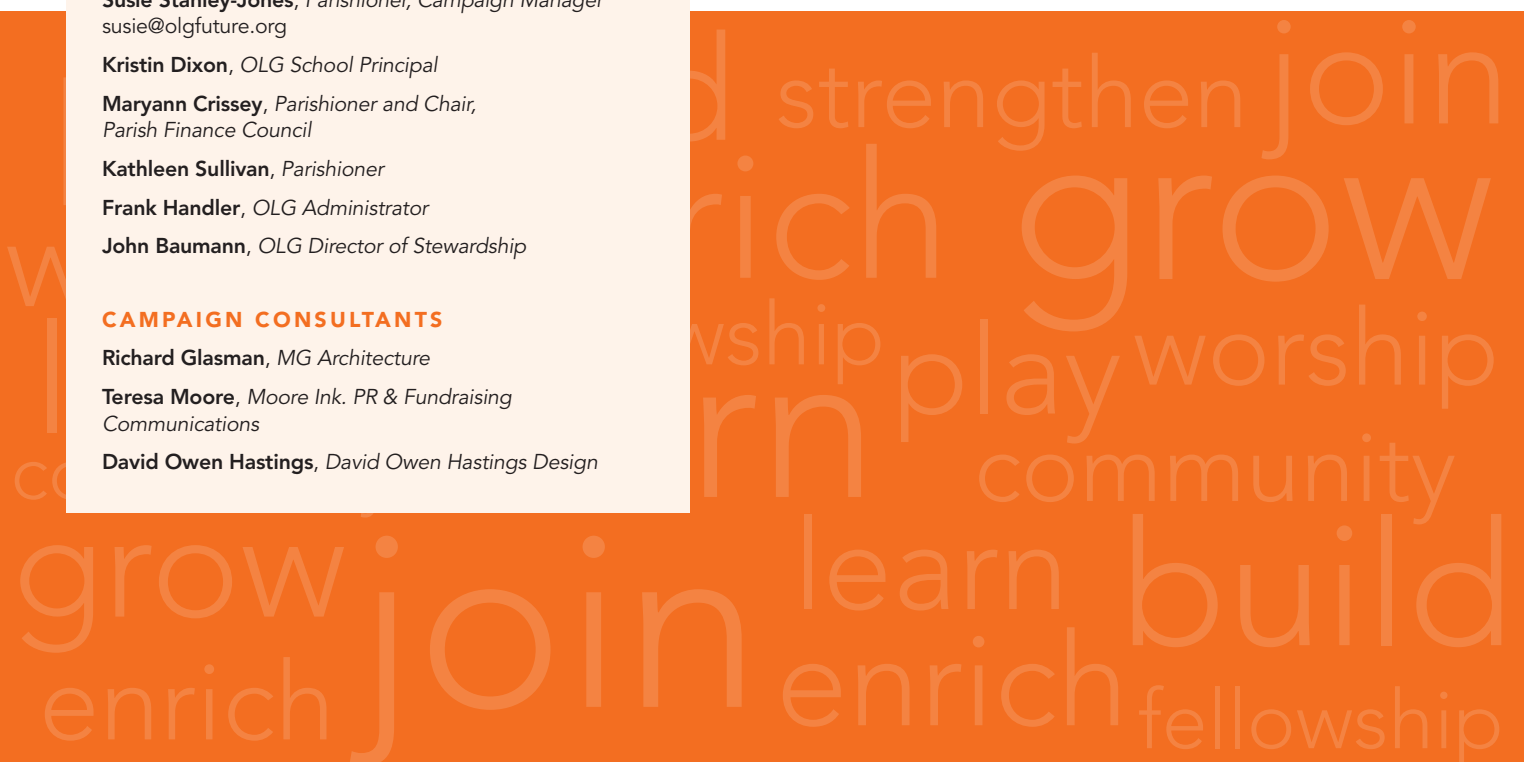 Susie Stanley-Jones, Parishioner, Campaign Manager
susie@olgfuture.org
Kristin Dixon, OLG School Principal
Maryann Crissey, Parishioner and Chair,
Parish Finance Council
Kathleen Sullivan, Parishioner
Frank Handler, OLG Administrator
John Baumann, OLG Director of Stewardship
CAMPAIGN CONSULTANTS
Richard Glasman, MG Architecture
Teresa Moore, Moore Ink. PR & Fundraising
Communications
David Owen Hastings, David Owen Hastings Design
strengthen join
grow
play worship
community
grow join learn build
enrich enrich fellowship